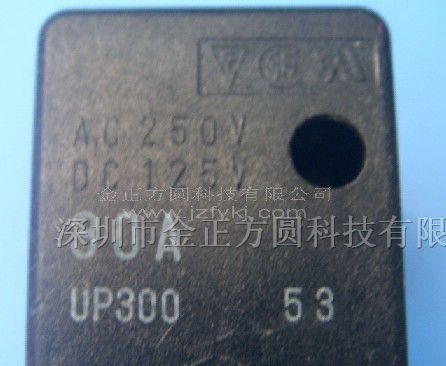 AC 250V
DC 125V
金正方圆科技有限公司
www.jzfykj.com
深圳市金正方圆科技有限
30A
UP300 53